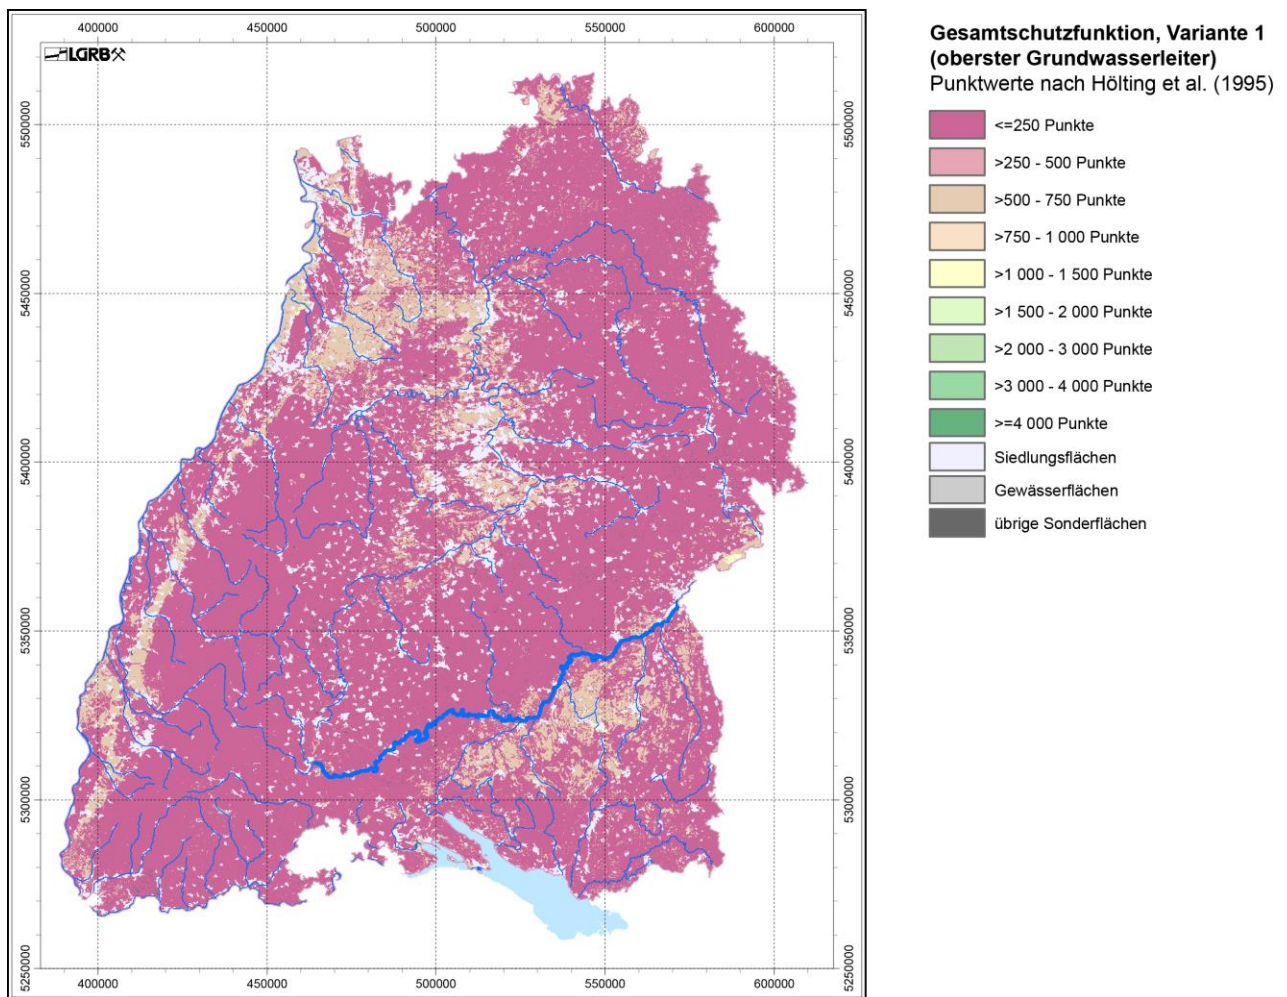 400000 450000 500000 550000 600000
LGRB
5500000 5500000
5450000 5450000
5400000 5400000
5350000 5350000
5300000 5300000
5250000 5250000
400000 450000 500000 550000 600000
Gesamtschutzfunktion, Variante 1
(oberster Grundwasserleiter)
Punktwerte nach Hölting et al. (1995)
<=250 Punkte
>250 - 500 Punkte
>500 - 750 Punkte
>750 - 1 000 Punkte
>1 000 - 1 500 Punkte
>1 500 - 2 000 Punkte
>2 000 - 3 000 Punkte
>3 000 - 4 000 Punkte
>=4 000 Punkte
Siedlungsflächen
Gewässerflächen
übrige Sonderflächen